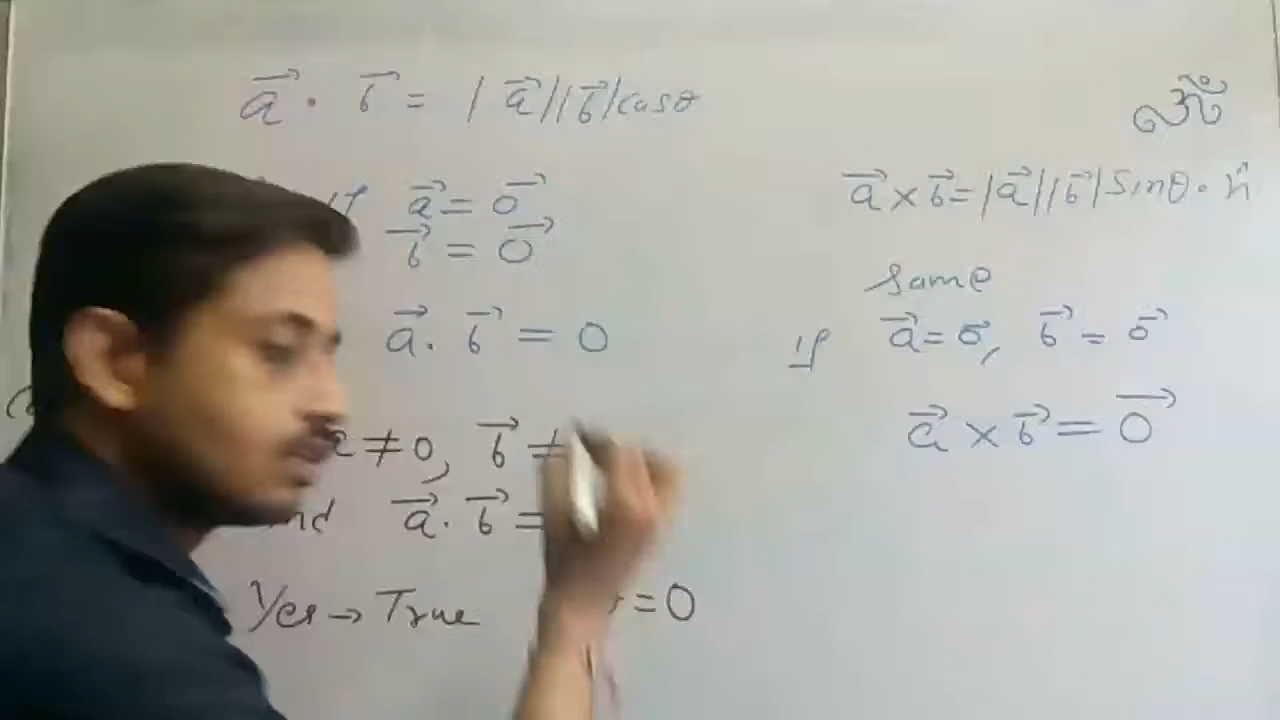 a⃗ · b⃗ = |a⃗||b⃗|cosθ
if a⃗ = 0⃗
b⃗ = 0⃗
a⃗ · b⃗ = 0
a ≠ 0, b⃗ ≠
and a⃗ · b⃗ =
Yes → True = 0
ॐ
a⃗ × b⃗ = |a⃗||b⃗| Sinθ · n̂
Same
If a⃗ = 0⃗, b⃗ = 0⃗
a⃗ × b⃗ = 0⃗